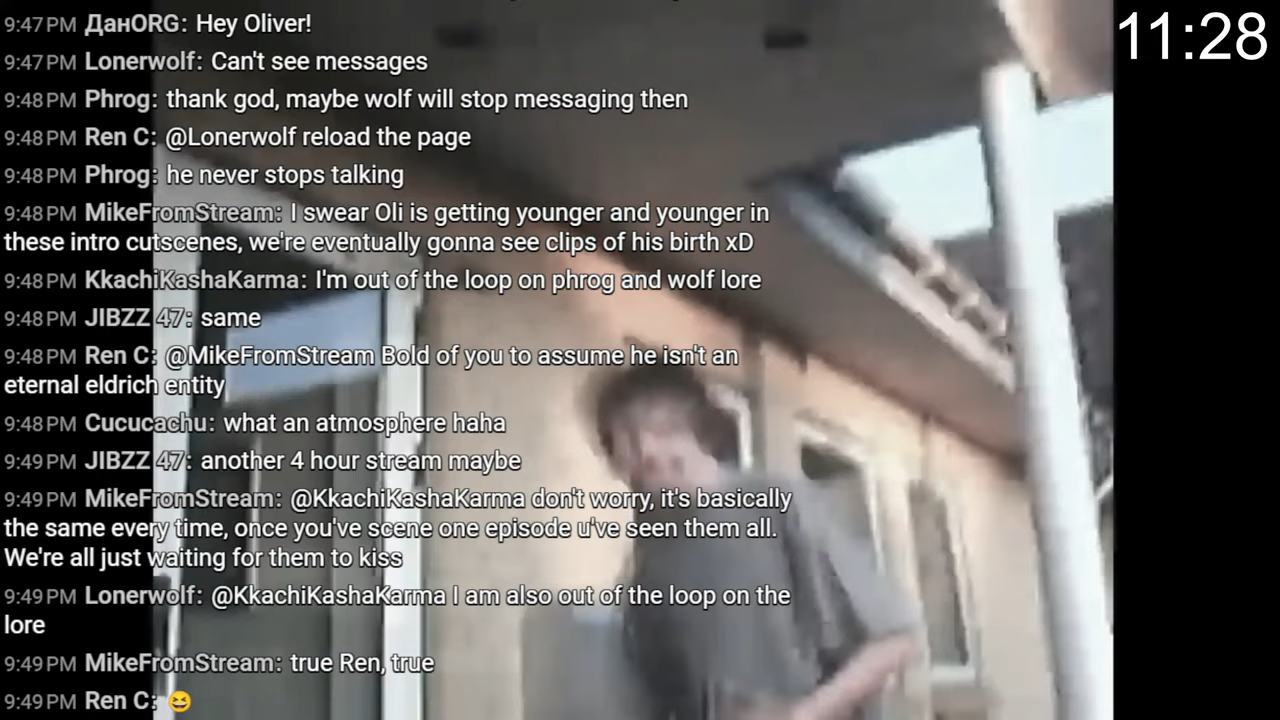 9:47 PM ДанORG: Hey Oliver!
11:28
9:47 PM Lonerwolf: Can't see messages
9:48 PM Phrog: thank god, maybe wolf will stop messaging then
9:48 PM Ren C: @Lonerwolf reload the page
9:48 PM Phrog: he never stops talking
9:48 PM MikeFromStream: I swear Oli is getting younger and younger in
these intro cutscenes, we're eventually gonna see clips of his birth xD
9:48 PM KkachiKashaKarma: I'm out of the loop on phrog and wolf lore
9:48 PM JIBZZ 47: same
9:48 PM Ren C: @MikeFromStream Bold of you to assume he isn't an
eternal eldrich entity
9:48 PM Cucucachu: what an atmosphere haha
9:49 PM JIBZZ 47: another 4 hour stream maybe
9:49 PM MikeFromStream: @KkachiKashaKarma don't worry, it's basically
the same every time, once you've scene one episode u've seen them all.
We're all just waiting for them to kiss
9:49 PM Lonerwolf: @KkachiKashaKarma I am also out of the loop on the
lore
9:49 PM MikeFromStream: true Ren, true
9:49 PM Ren C: 😆